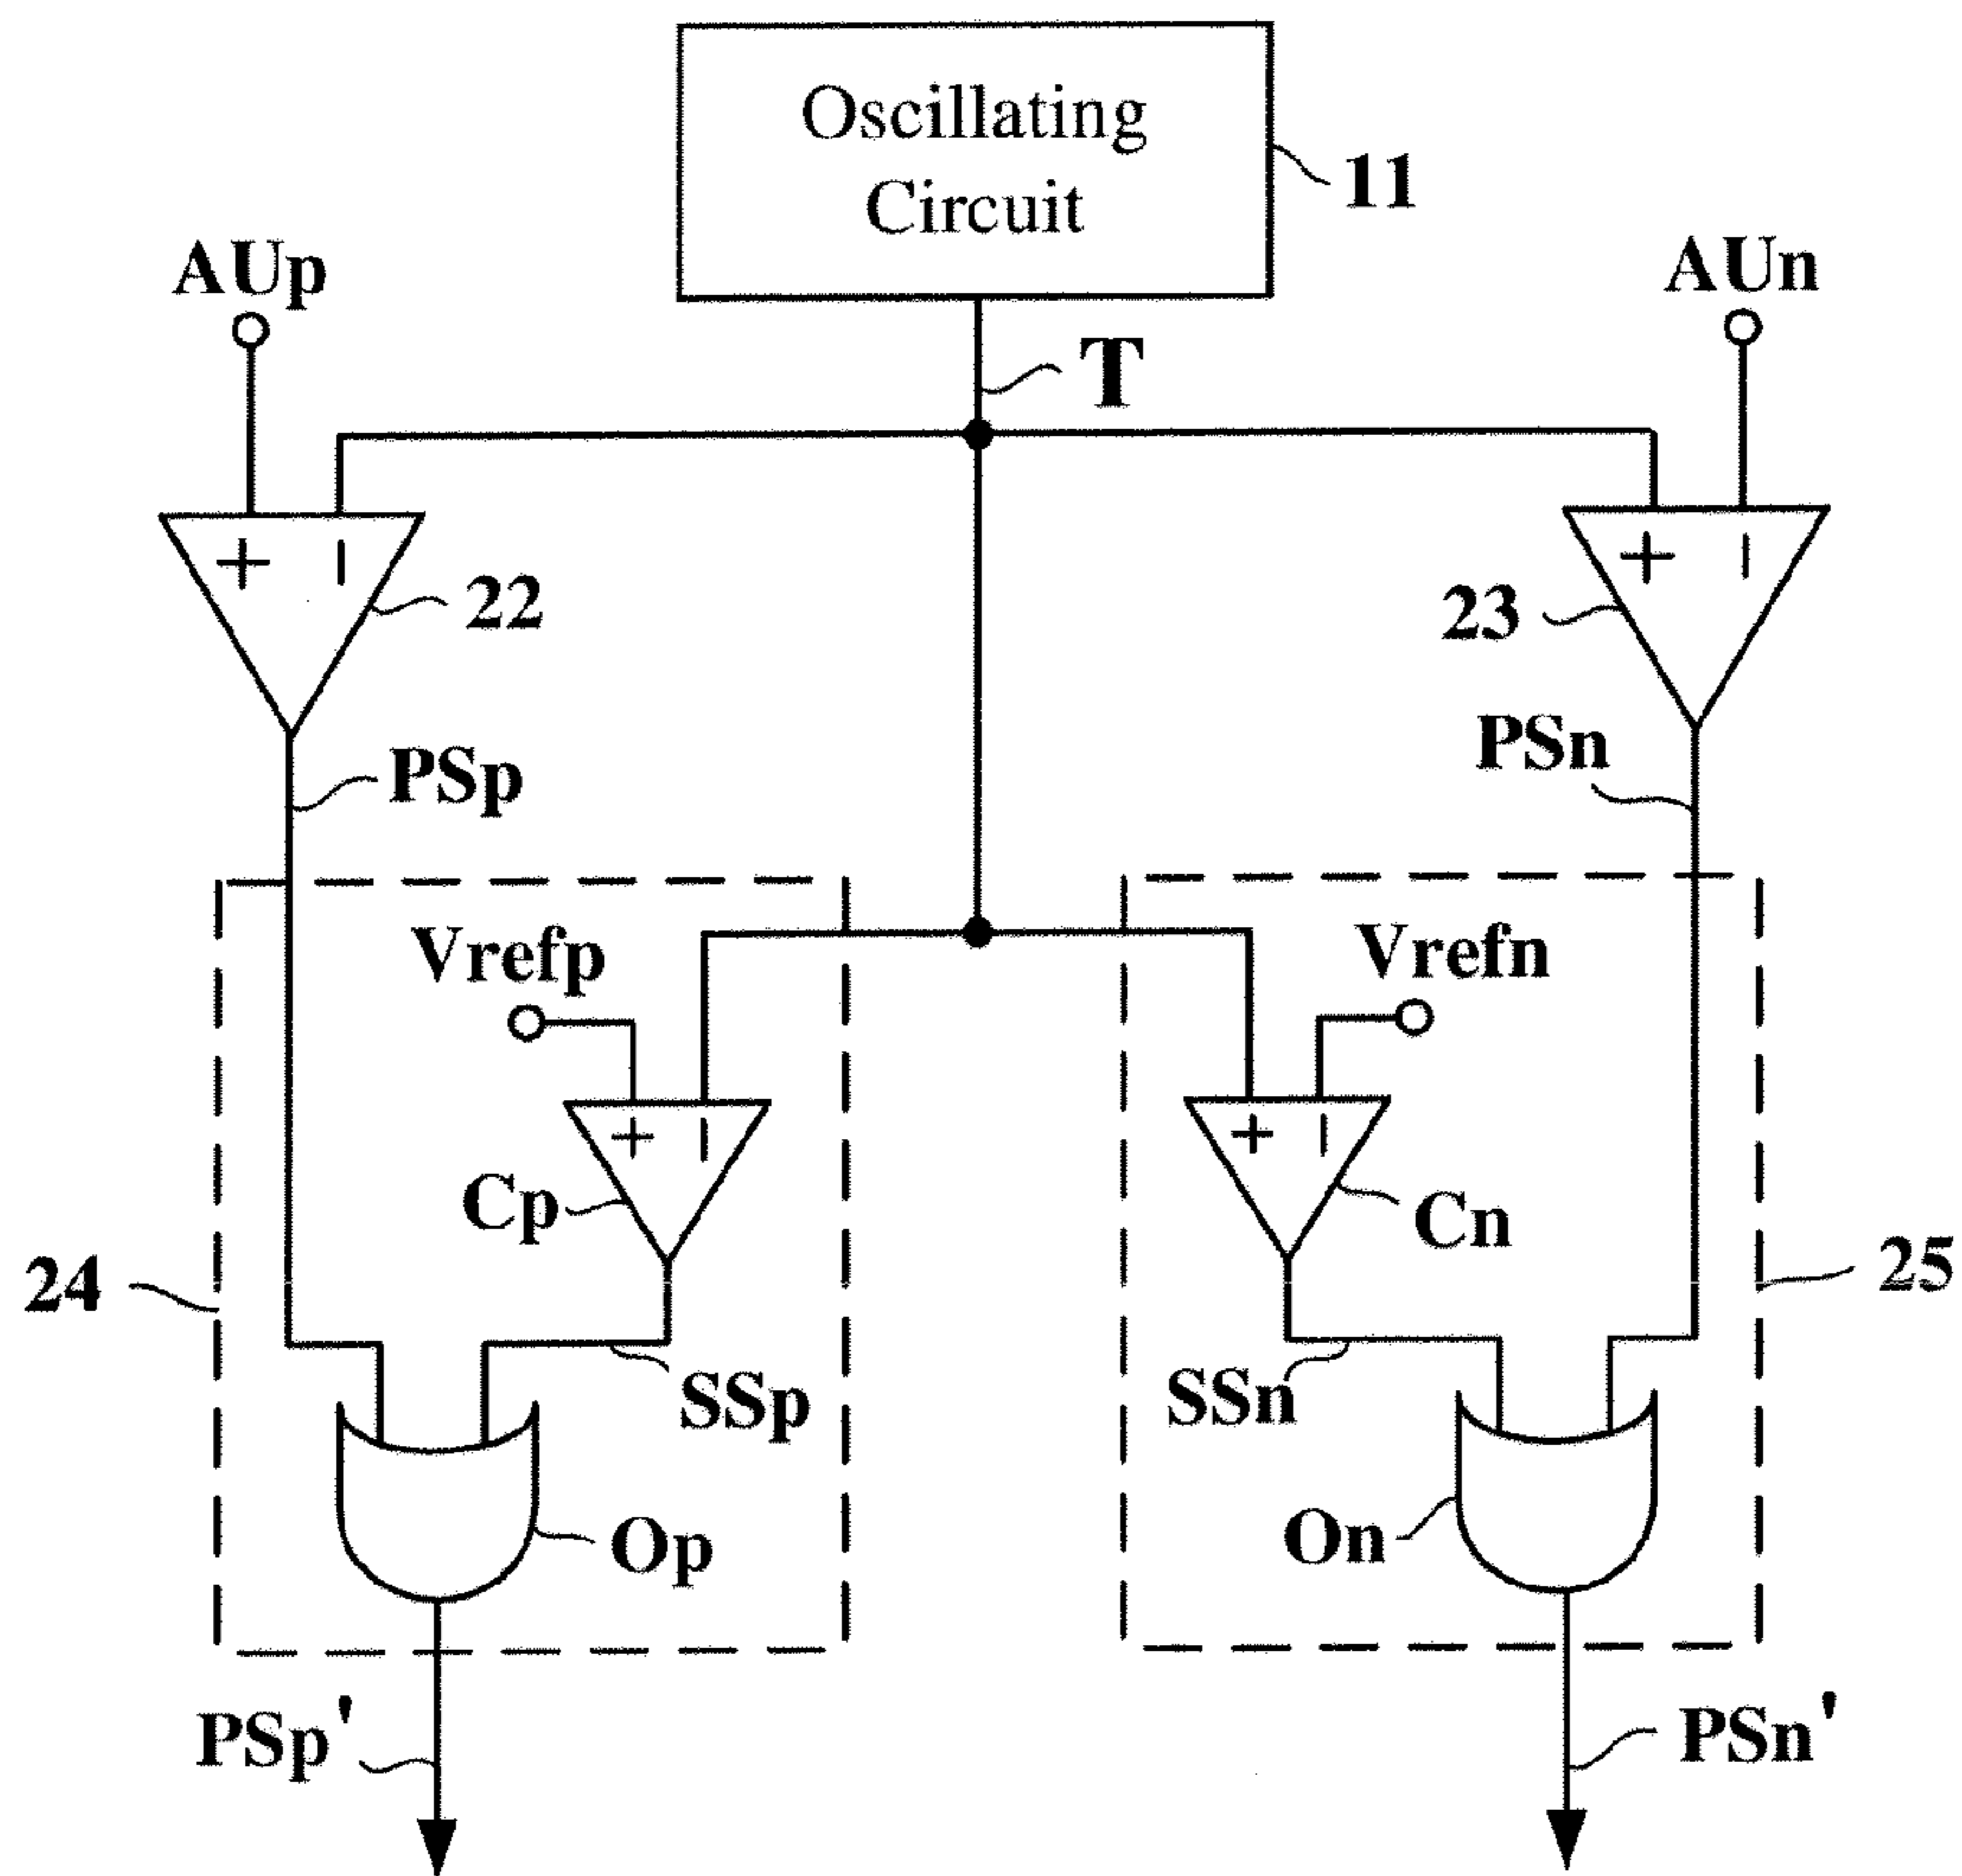 Oscillating
Circuit
11
AUp
AUn
T
+ −
22
+ −
23
PSp
PSn
Vrefp
Vrefn
+ −
+ −
Cp
Cn
24
25
SSp
SSn
Op
On
PSp'
PSn'